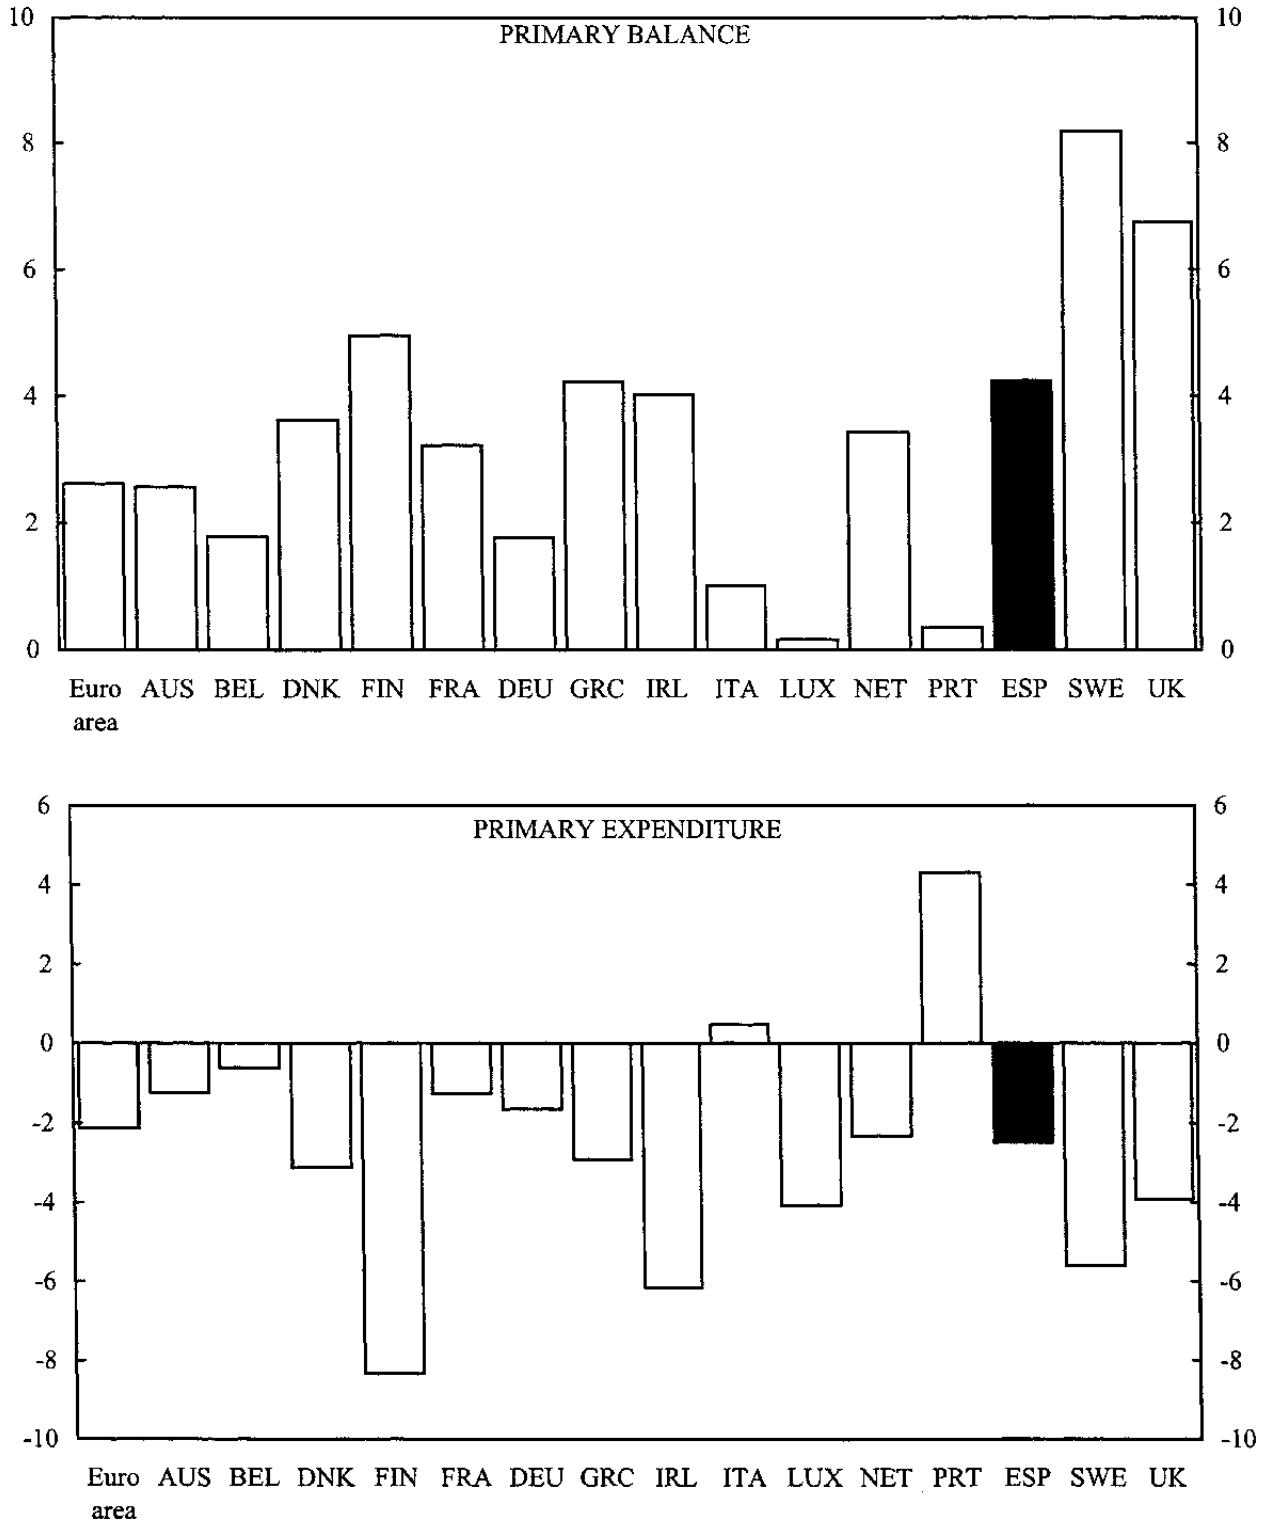 PRIMARY BALANCE
10 10
8 8
6 6
4 4
2 2
0 0
Euro AUS BEL DNK FIN FRA DEU GRC IRL ITA LUX NET PRT ESP SWE UK
area
PRIMARY EXPENDITURE
6 6
4 4
2 2
0 0
-2 -2
-4 -4
-6 -6
-8 -8
-10 -10
Euro AUS BEL DNK FIN FRA DEU GRC IRL ITA LUX NET PRT ESP SWE UK
area